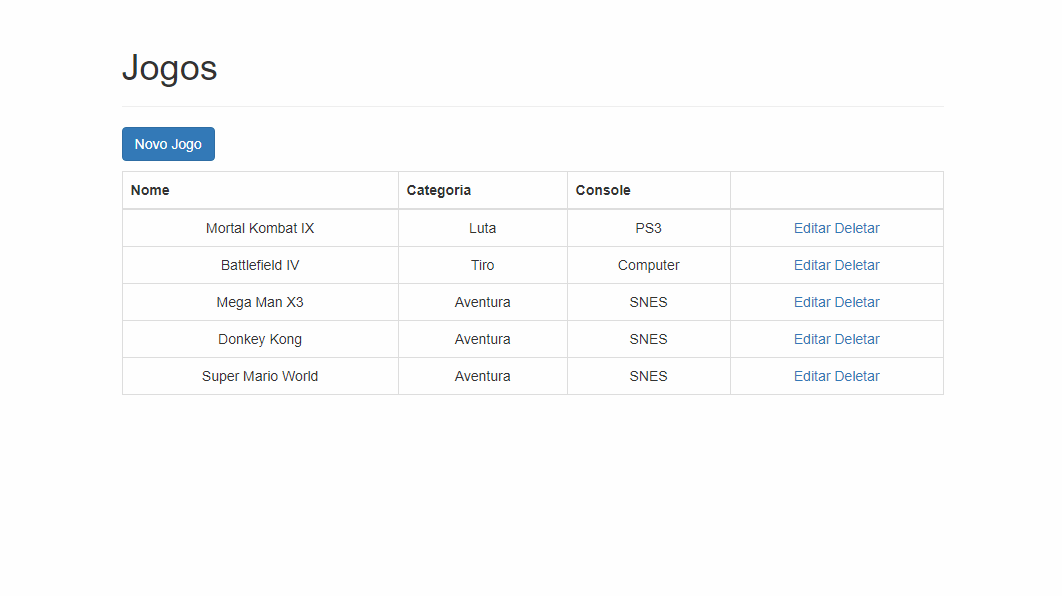 Jogos
Novo Jogo
Nome Categoria Console
Mortal Kombat IX Luta PS3 Editar Deletar
Battlefield IV Tiro Computer Editar Deletar
Mega Man X3 Aventura SNES Editar Deletar
Donkey Kong Aventura SNES Editar Deletar
Super Mario World Aventura SNES Editar Deletar